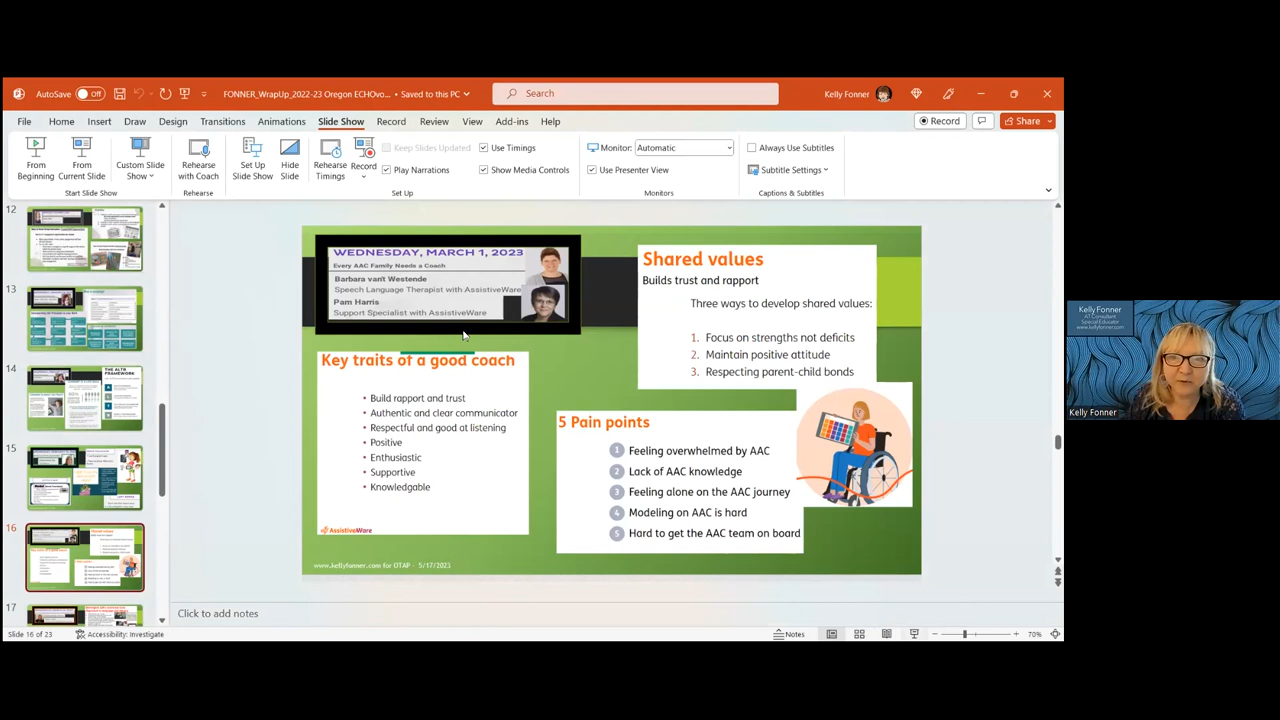 AutoSave
Off
FONNER_WrapUp_2022-23 Oregon ECHOvo... • Saved to this PC
Search
Kelly Fonner
File Home Insert Draw Design Transitions Animations Slide Show Record Review View Add-ins Help
Record
Share
From Beginning
From Current Slide
Custom Slide Show
Rehearse with Coach
Set Up Slide Show
Hide Slide
Rehearse Timings
Record
Keep Slides Updated
Play Narrations
Use Timings
Show Media Controls
Monitor: Automatic
Use Presenter View
Always Use Subtitles
Subtitle Settings
Start Slide Show
Rehearse
Set Up
Monitors
Captions & Subtitles
12
13
14
15
16
17
WEDNESDAY, MARCH 1, 2023
Every AAC Family Needs a Coach
Barbara van't Westende
Speech Language Therapist with AssistiveWare
Pam Harris
Support Specialist with AssistiveWare
Key traits of a good coach
• Build rapport and trust
• Authentic and clear communicator
• Respectful and good at listening
• Positive
• Enthusiastic
• Supportive
• Knowledgable
AssistiveWare
Shared values
Builds trust and rapport
Three ways to develop shared values:
1. Focus on strengths not deficits
2. Maintain positive attitude
3. Respecting parent-child bonds
5 Pain points
1 Feeling overwhelmed by AAC
2 Lack of AAC knowledge
3 Feeling alone on the AAC journey
4 Modeling on AAC is hard
5 Hard to get the AAC team on board
www.kellyfonner.com for OTAP - 5/17/2023
Click to add notes
Slide 16 of 23
Accessibility: Investigate
Notes
70%
Kelly Fonner
AT Consultant
Special Educator
www.kellyfonner.com
Kelly Fonner